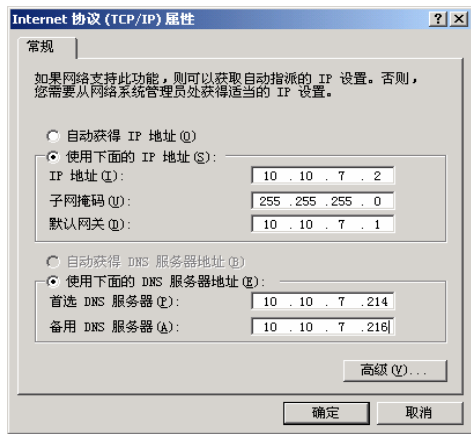 Internet 协议 (TCP/IP) 属性
常规
如果网络支持此功能，则可以获取自动指派的 IP 设置。否则，
您需要从网络系统管理员处获得适当的 IP 设置。
自动获得 IP 地址(O)
使用下面的 IP 地址(S):
IP 地址(I): 10 . 10 . 7 . 2
子网掩码(U): 255 . 255 . 255 . 0
默认网关(D): 10 . 10 . 7 . 1
自动获得 DNS 服务器地址(B)
使用下面的 DNS 服务器地址(E):
首选 DNS 服务器(P): 10 . 10 . 7 . 214
备用 DNS 服务器(A): 10 . 10 . 7 . 216
高级(V)...
确定 取消